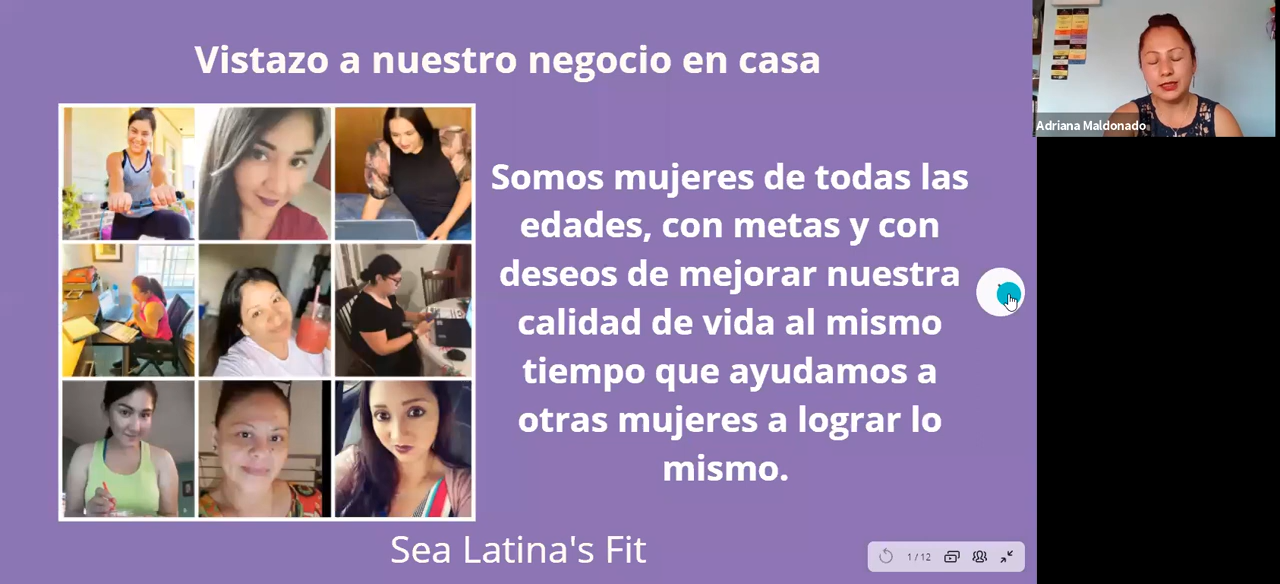 Vistazo a nuestro negocio en casa
Adriana Maldonado
Somos mujeres de todas las
edades, con metas y con
deseos de mejorar nuestra
calidad de vida al mismo
tiempo que ayudamos a
otras mujeres a lograr lo
mismo.
Sea Latina's Fit
1 / 12